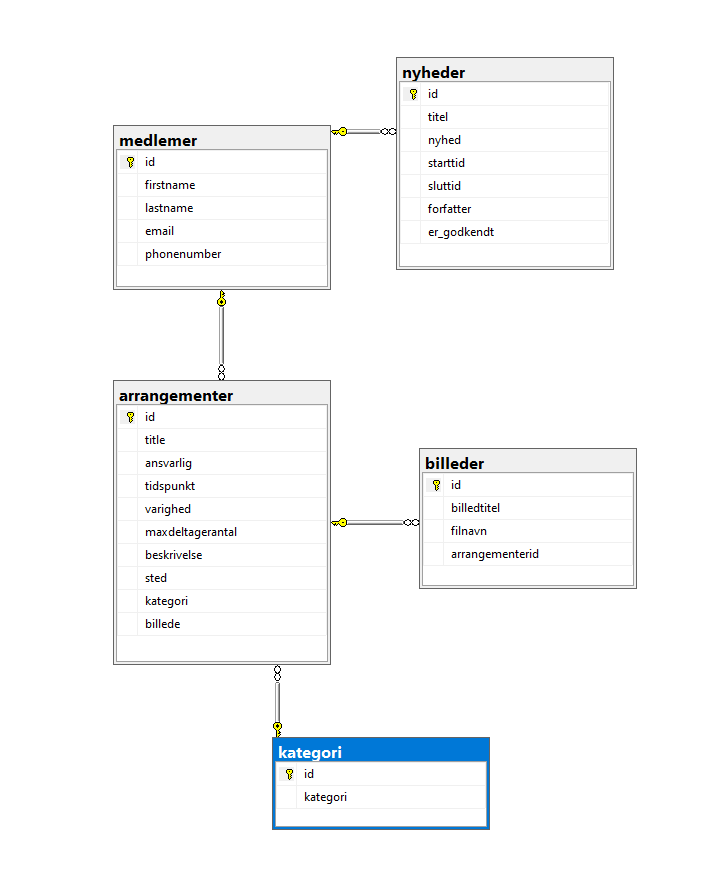 nyheder
id
titel
nyhed
starttid
sluttid
forfatter
er_godkendt
medlemer
id
firstname
lastname
email
phonenumber
arrangementer
id
title
ansvarlig
tidspunkt
varighed
maxdeltagerantal
beskrivelse
sted
kategori
billede
billeder
id
billedtitel
filnavn
arrangementerid
kategori
id
kategori